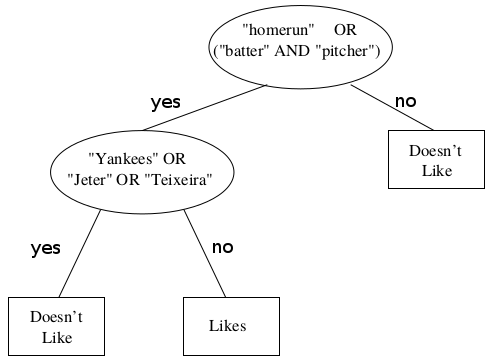 "homerun" OR
("batter" AND "pitcher")
yes
no
"Yankees" OR
"Jeter" OR "Teixeira"
Doesn't
Like
yes
no
Doesn't
Like
Likes